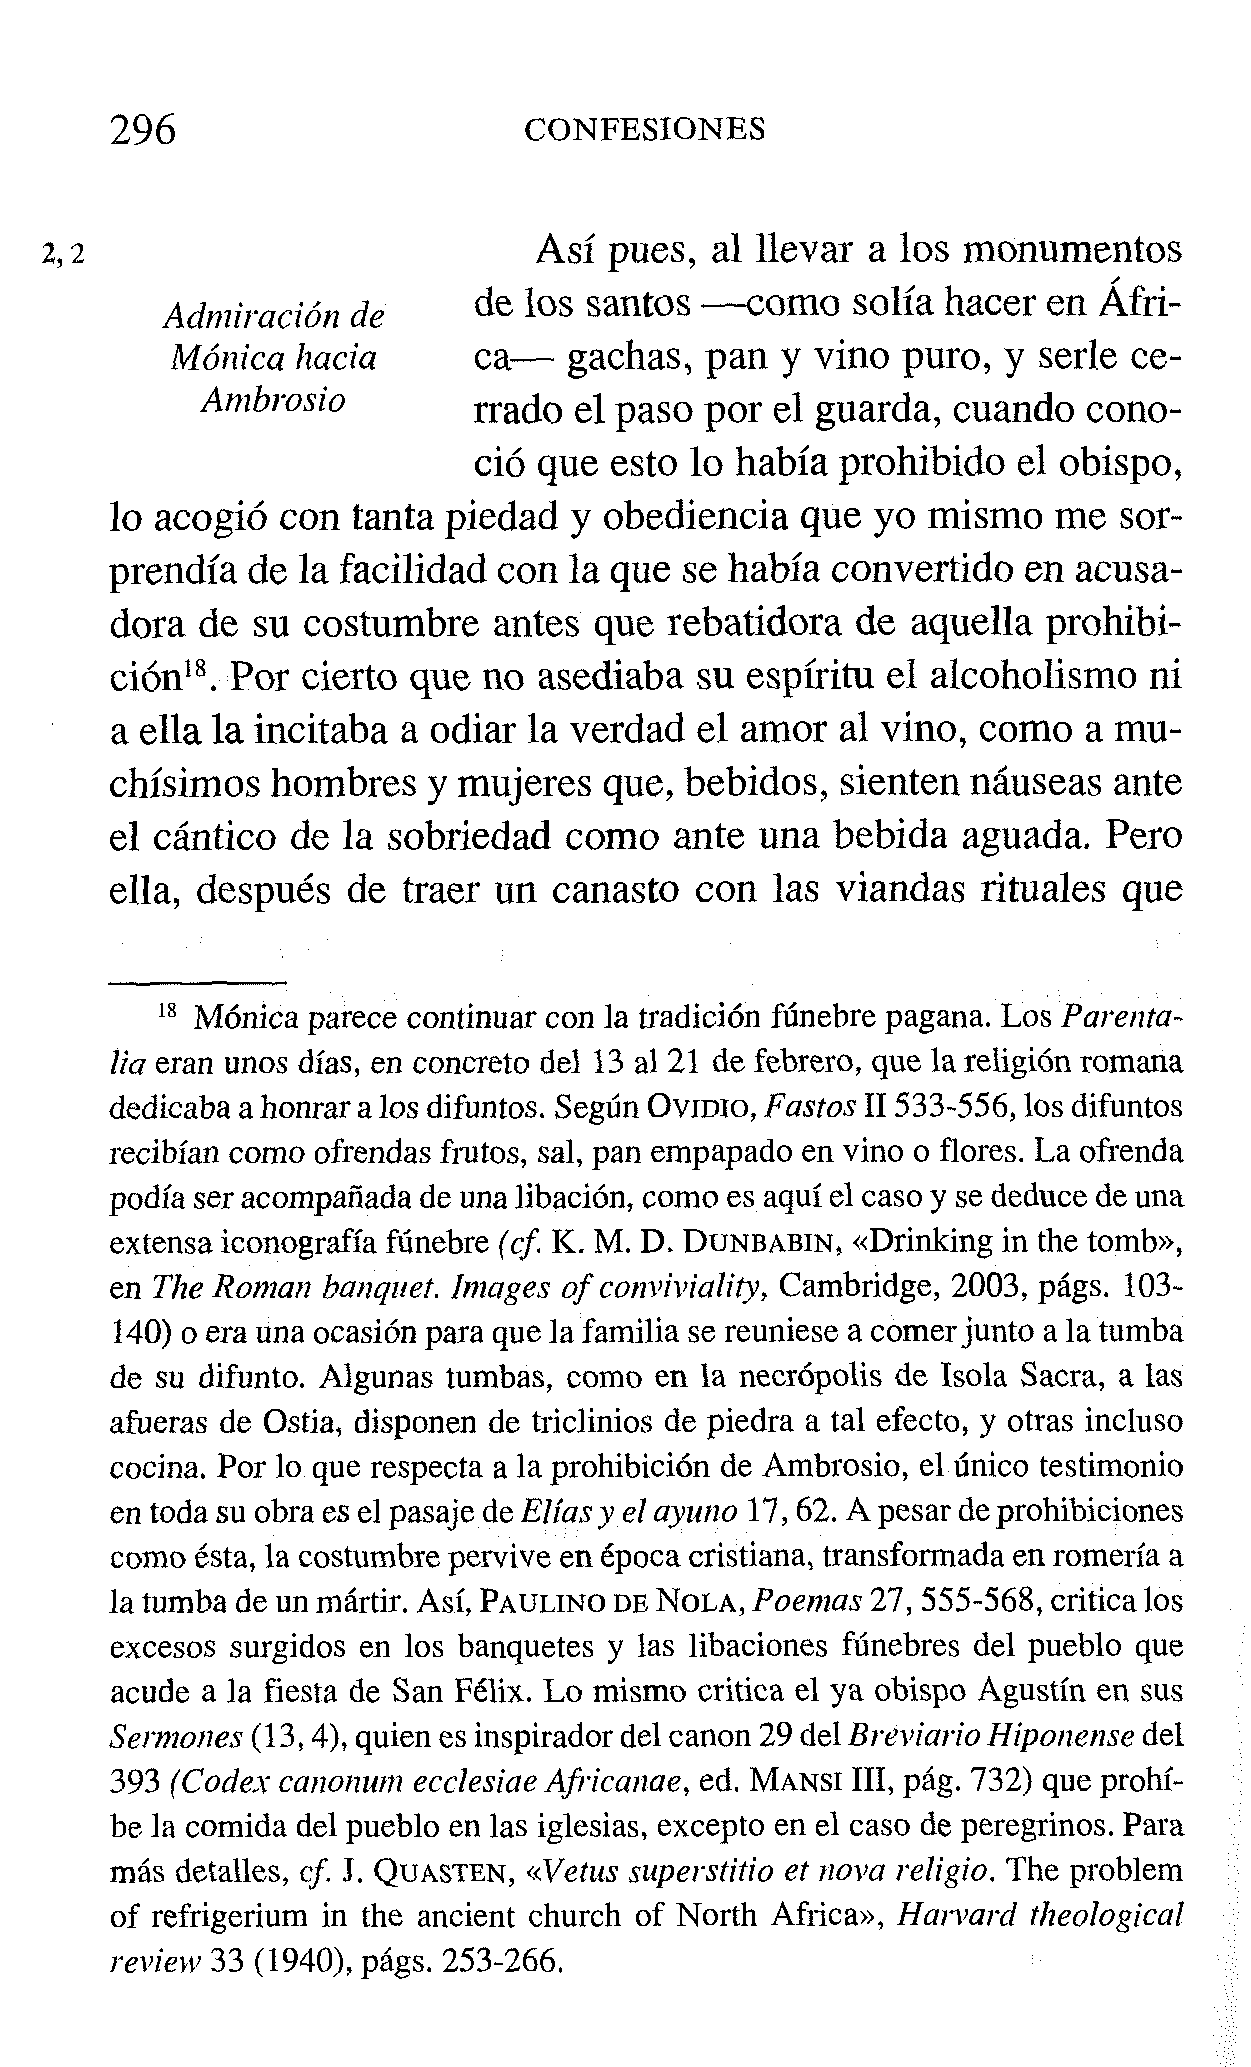 296 CONFESIONES
2, 2
Admiración de
Mónica hacia
Ambrosio
Así pues, al llevar a los monumentos
de los santos —como solía hacer en Áfri-
ca— gachas, pan y vino puro, y serle ce-
rrado el paso por el guarda, cuando cono-
ció que esto lo había prohibido el obispo,
lo acogió con tanta piedad y obediencia que yo mismo me sor-
prendía de la facilidad con la que se había convertido en acusa-
dora de su costumbre antes que rebatidora de aquella prohibi-
ción¹⁸. Por cierto que no asediaba su espíritu el alcoholismo ni
a ella la incitaba a odiar la verdad el amor al vino, como a mu-
chísimos hombres y mujeres que, bebidos, sienten náuseas ante
el cántico de la sobriedad como ante una bebida aguada. Pero
ella, después de traer un canasto con las viandas rituales que
¹⁸ Mónica parece continuar con la tradición fúnebre pagana. Los Parenta-
lia eran unos días, en concreto del 13 al 21 de febrero, que la religión romana
dedicaba a honrar a los difuntos. Según OVIDIO, Fastos II 533-556, los difuntos
recibían como ofrendas frutos, sal, pan empapado en vino o flores. La ofrenda
podía ser acompañada de una libación, como es aquí el caso y se deduce de una
extensa iconografía fúnebre (cf. K. M. D. DUNBABIN, «Drinking in the tomb»,
en The Roman banquet. Images of conviviality, Cambridge, 2003, págs. 103-
140) o era una ocasión para que la familia se reuniese a comer junto a la tumba
de su difunto. Algunas tumbas, como en la necrópolis de Isola Sacra, a las
afueras de Ostia, disponen de triclinios de piedra a tal efecto, y otras incluso
cocina. Por lo que respecta a la prohibición de Ambrosio, el único testimonio
en toda su obra es el pasaje de Elías y el ayuno 17, 62. A pesar de prohibiciones
como ésta, la costumbre pervive en época cristiana, transformada en romería a
la tumba de un mártir. Así, PAULINO DE NOLA, Poemas 27, 555-568, critica los
excesos surgidos en los banquetes y las libaciones fúnebres del pueblo que
acude a la fiesta de San Félix. Lo mismo critica el ya obispo Agustín en sus
Sermones (13, 4), quien es inspirador del canon 29 del Breviario Hiponense del
393 (Codex canonum ecclesiae Africanae, ed. MANSI III, pág. 732) que prohí-
be la comida del pueblo en las iglesias, excepto en el caso de peregrinos. Para
más detalles, cf. J. QUASTEN, «Vetus superstitio et nova religio. The problem
of refrigerium in the ancient church of North Africa», Harvard theological
review 33 (1940), págs. 253-266.